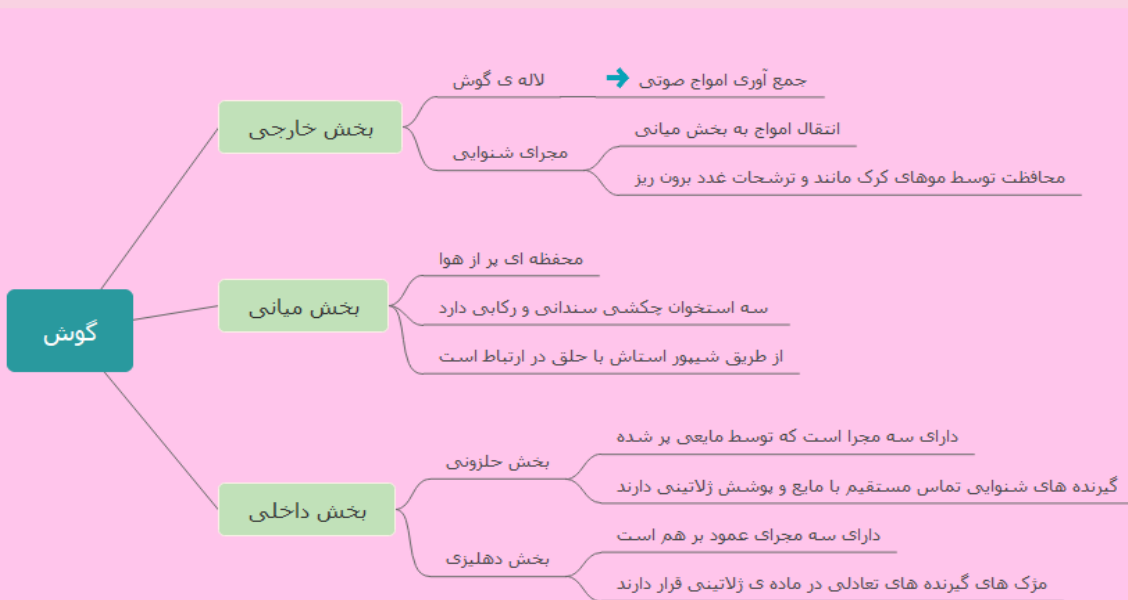 گوش
بخش خارجی
لاله ی گوش
جمع آوری امواج صوتی
مجرای شنوایی
انتقال امواج به بخش میانی
محافظت توسط موهای کرک مانند و ترشحات غدد برون ریز
بخش میانی
محفظه ای پر از هوا
سه استخوان چکشی سندانی و رکابی دارد
از طریق شیپور استاش با حلق در ارتباط است
بخش داخلی
بخش حلزونی
دارای سه مجرا است که توسط مایعی پر شده
گیرنده های شنوایی تماس مستقیم با مایع و پوشش ژلاتینی دارند
بخش دهلیزی
دارای سه مجرای عمود بر هم است
مژک های گیرنده های تعادلی در ماده ی ژلاتینی قرار دارند